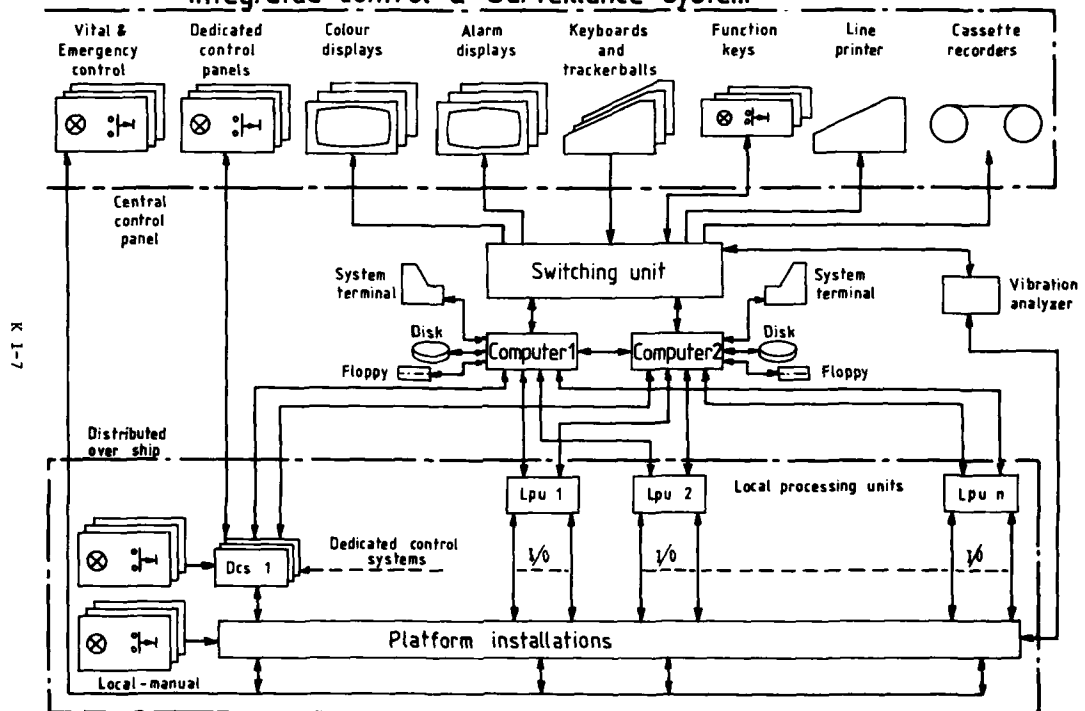 Integrated Control & Surveillance System
Vital &
Emergency
control
Dedicated
control
panels
Colour
displays
Alarm
displays
Keyboards
and
trackerballs
Function
keys
Line
printer
Cassette
recorders
Central
control
panel
Switching unit
System
terminal
System
terminal
Vibration
analyzer
Disk
Computer1
Computer2
Disk
Floppy
Floppy
K 1-7
Distributed
over ship
Lpu 1
Lpu 2
Local processing units
Lpu n
I/O
I/O
I/O
Dcs 1
Dedicated control
systems
Platform installations
Local-manual